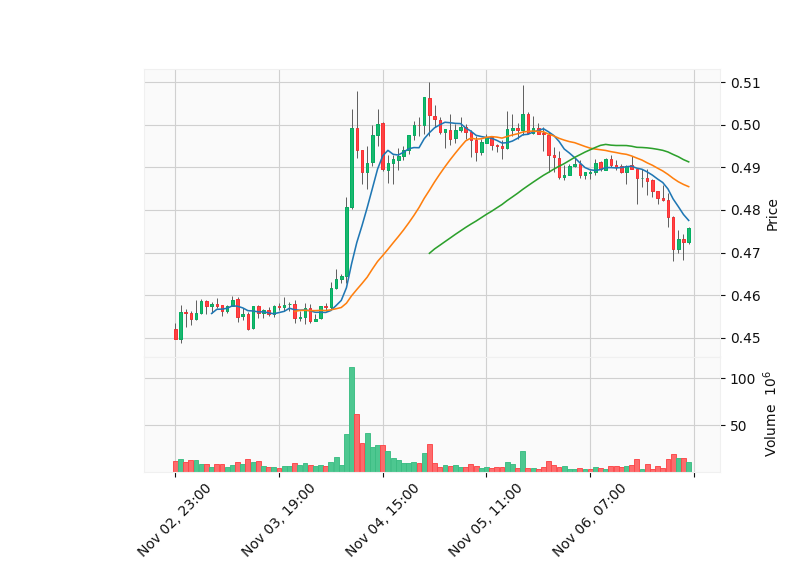 0.51
0.50
0.49
0.48
0.47
0.46
0.45
Price
100
50
Volume 10^6
Nov 02, 23:00
Nov 03, 19:00
Nov 04, 15:00
Nov 05, 11:00
Nov 06, 07:00